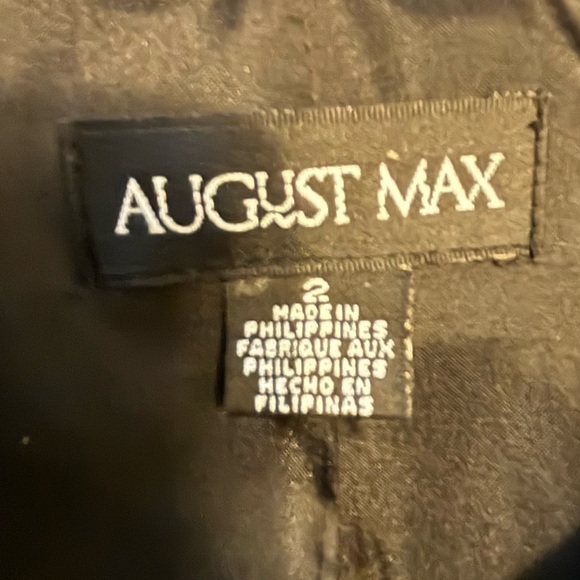 AUGUST MAX
2
MADE IN
PHILIPPINES
FABRIQUE AUX
PHILIPPINES
HECHO EN
FILIPINAS